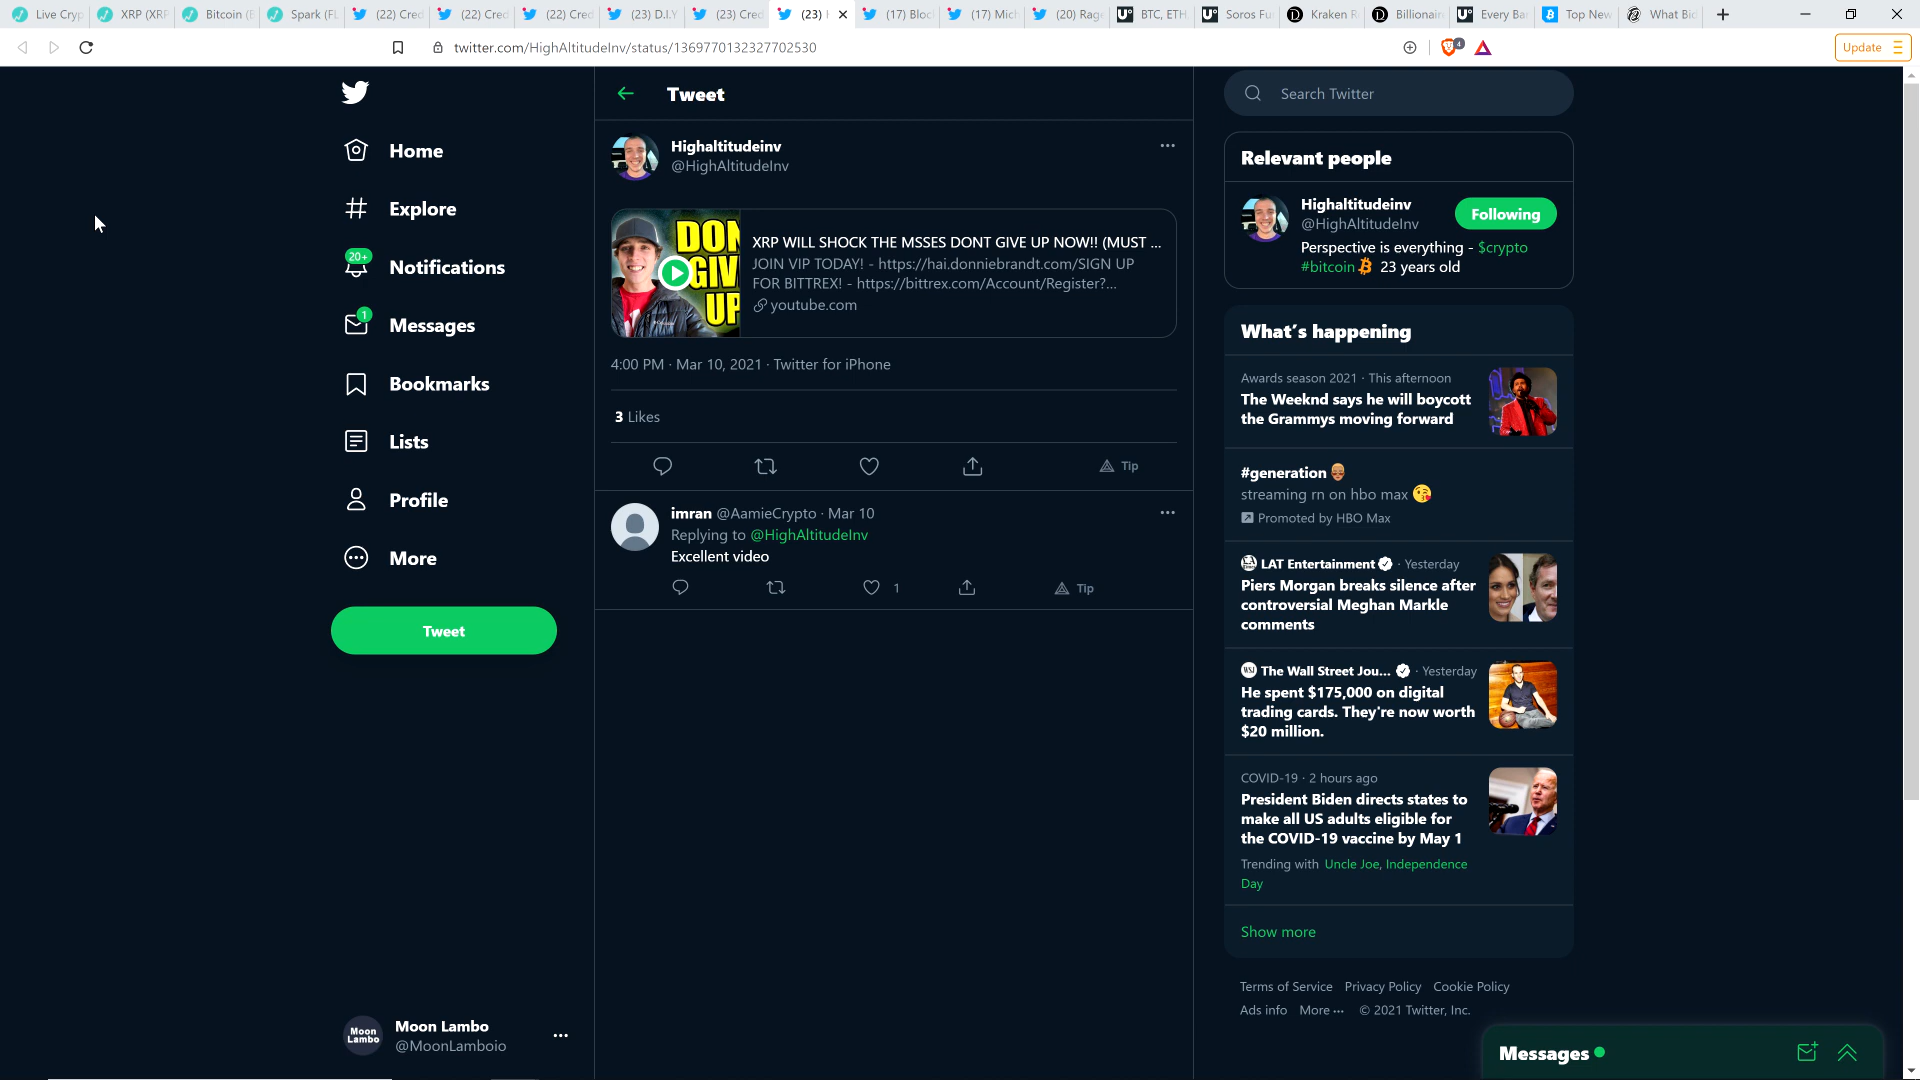 Live Cryp
XRP (XRF
Bitcoin (E
Spark (FL
(22) Cred
(22) Cred
(22) Cred
(23) D.I.Y
(23) Cred
(23)
(17) Bloc
(17) Mich
(20) Rag
BTC, ETH
Soros Fu
Kraken R
Billionair
Every Ba
Top New
What Bi
twitter.com/HighAltitudeInv/status/1369770132327702530
4
Update
Home
Explore
20+
Notifications
1
Messages
Bookmarks
Lists
Profile
More
Tweet
Moon Lambo
Moon Lambo
@MoonLamboio
Tweet
Highaltitudeinv
@HighAltitudeInv
DON
GIV
UP
XRP WILL SHOCK THE MSSES DONT GIVE UP NOW!! (MUST ...
JOIN VIP TODAY! - https://hai.donniebrandt.com/SIGN UP
FOR BITTREX! - https://bittrex.com/Account/Register?...
youtube.com
4:00 PM · Mar 10, 2021 · Twitter for iPhone
3 Likes
Tip
imran @AamieCrypto · Mar 10
Replying to @HighAltitudeInv
Excellent video
1
Tip
Search Twitter
Relevant people
Highaltitudeinv
@HighAltitudeInv
Following
Perspective is everything - $crypto
#bitcoin 23 years old
What's happening
Awards season 2021 · This afternoon
The Weeknd says he will boycott
the Grammys moving forward
#generation
streaming rn on hbo max
Promoted by HBO Max
LAT Entertainment · Yesterday
Piers Morgan breaks silence after
controversial Meghan Markle
comments
WSJ The Wall Street Jou... · Yesterday
He spent $175,000 on digital
trading cards. They're now worth
$20 million.
COVID-19 · 2 hours ago
President Biden directs states to
make all US adults eligible for
the COVID-19 vaccine by May 1
Trending with Uncle Joe, Independence
Day
Show more
Terms of Service Privacy Policy Cookie Policy
Ads info More ··· © 2021 Twitter, Inc.
Messages